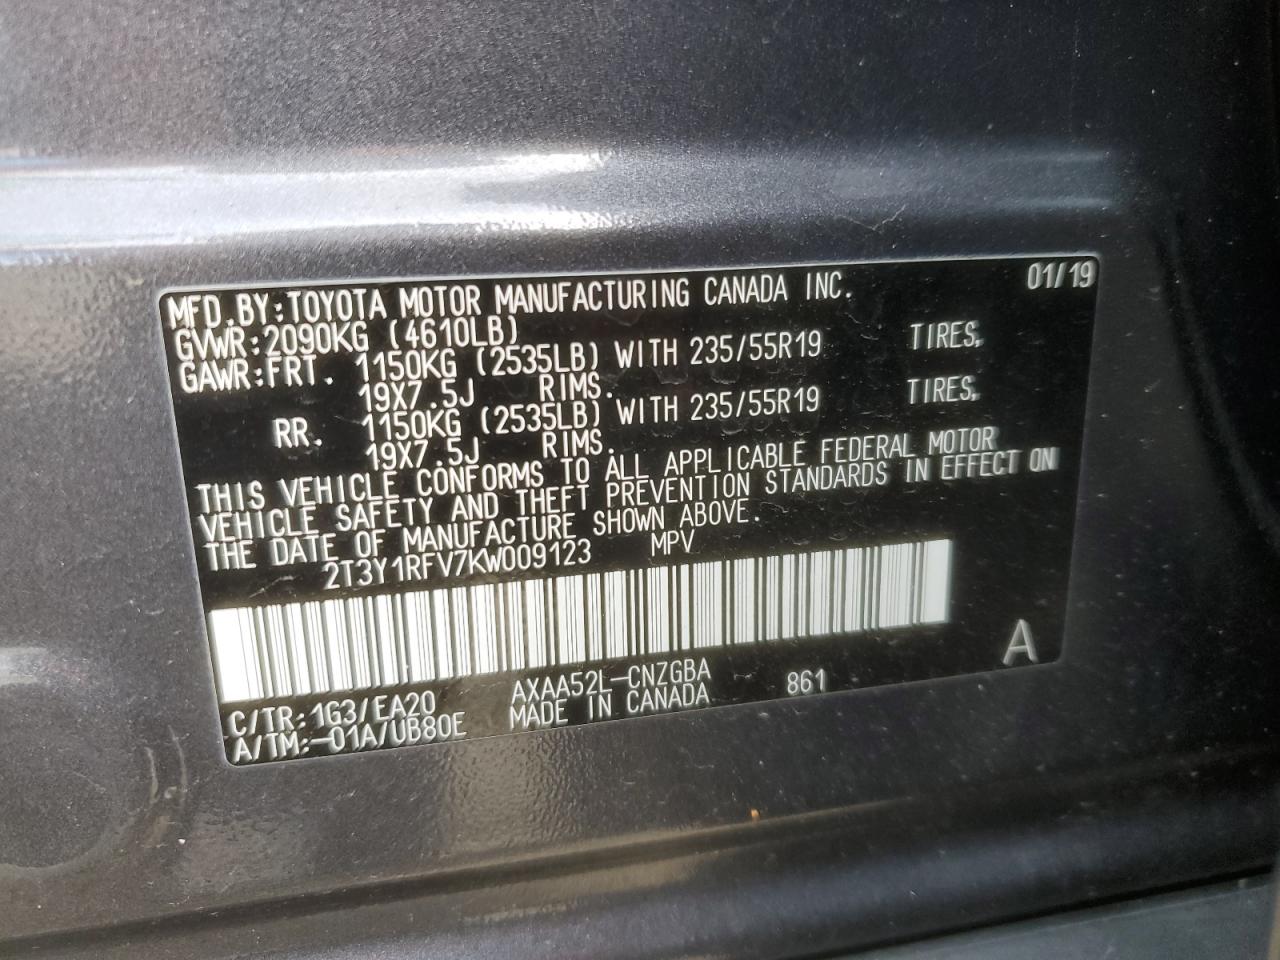 MFD.BY:TOYOTA MOTOR MANUFACTURING CANADA INC. 01/19
GVWR:2090KG (4610LB)
GAWR:FRT. 1150KG (2535LB) WITH 235/55R19 TIRES,
19X7.5J RIMS.
RR. 1150KG (2535LB) WITH 235/55R19 TIRES,
19X7.5J RIMS.
THIS VEHICLE CONFORMS TO ALL APPLICABLE FEDERAL MOTOR
VEHICLE SAFETY AND THEFT PREVENTION STANDARDS IN EFFECT ON
THE DATE OF MANUFACTURE SHOWN ABOVE.
2T3Y1RFV7KW009123 MPV
A
C/TR:1G3/EA20 AXAA52L-CNZGBA 861
A/TM:-01A/UB80E MADE IN CANADA